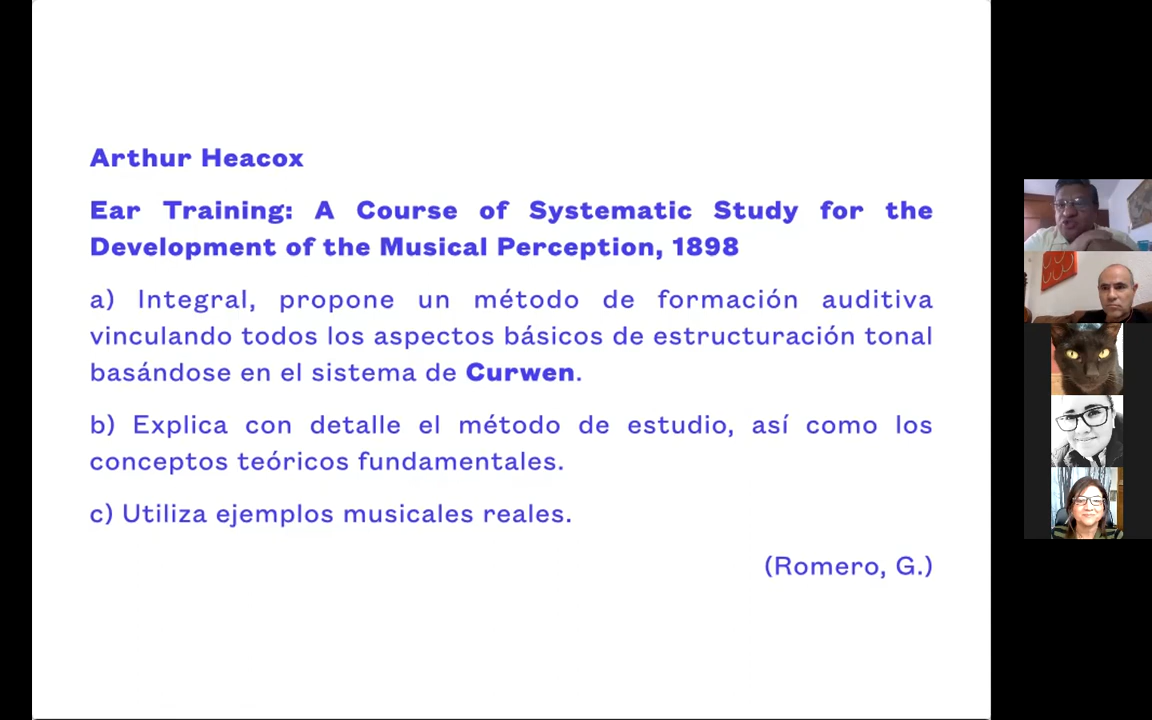 Arthur Heacox
Ear Training: A Course of Systematic Study for the
Development of the Musical Perception, 1898
a) Integral, propone un método de formación auditiva
vinculando todos los aspectos básicos de estructuración tonal
basándose en el sistema de Curwen.
b) Explica con detalle el método de estudio, así como los
conceptos teóricos fundamentales.
c) Utiliza ejemplos musicales reales.
(Romero, G.)